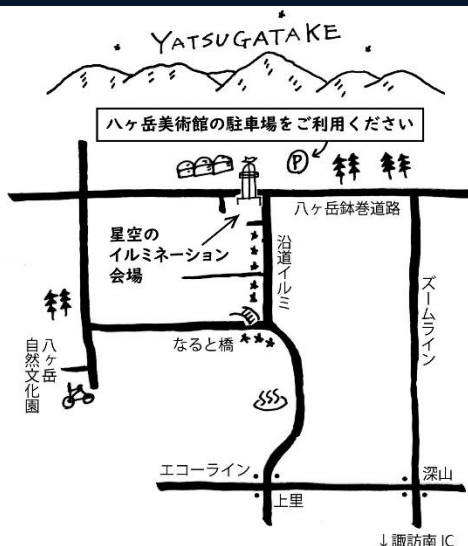 YATSUGATAKE
八ヶ岳美術館の駐車場をご利用ください
P
八ヶ岳鉢巻道路
星空の
イルミネーション
会場
沿道イルミ
ズームライン
なると橋
八ヶ岳
自然文化園
エコーライン
深山
上里
↓諏訪南IC